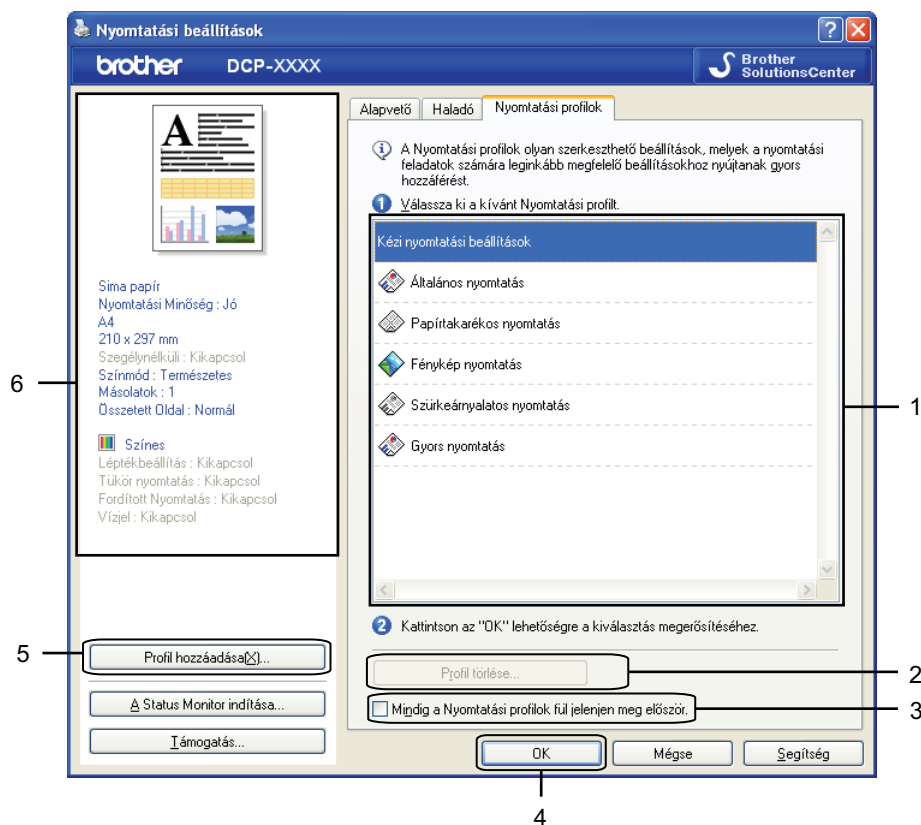 Nyomtatási beállítások
brother DCP-XXXX
Brother
SolutionsCenter
A
Sima papír
Nyomtatási Minőség : Jó
A4
210 x 297 mm
Szegélynélküli : Kikapcsol
Színmód : Természetes
Másolatok : 1
Összetett Oldal : Normál
Színes
Léptékbeállítás : Kikapcsol
Tükör nyomtatás : Kikapcsol
Fordított Nyomtatás : Kikapcsol
Vízjel : Kikapcsol
6
Profil hozzáadása(X)...
5
A Status Monitor indítása...
Támogatás...
Alapvető Haladó Nyomtatási profilok
A Nyomtatási profilok olyan szerkeszthető beállítások, melyek a nyomtatási
feladatok számára leginkább megfelelő beállításokhoz nyújtanak gyors
hozzáférést.
1 Válassza ki a kívánt Nyomtatási profilt.
Kézi nyomtatási beállítások
Általános nyomtatás
Papírtakarékos nyomtatás
Fénykép nyomtatás
Szürkeárnyalatos nyomtatás
Gyors nyomtatás
1
2 Kattintson az "OK" lehetőségre a kiválasztás megerősítéséhez.
Profil törlése...
2
Mindig a Nyomtatási profilok fül jelenjen meg először.
3
OK Mégse Segítség
4